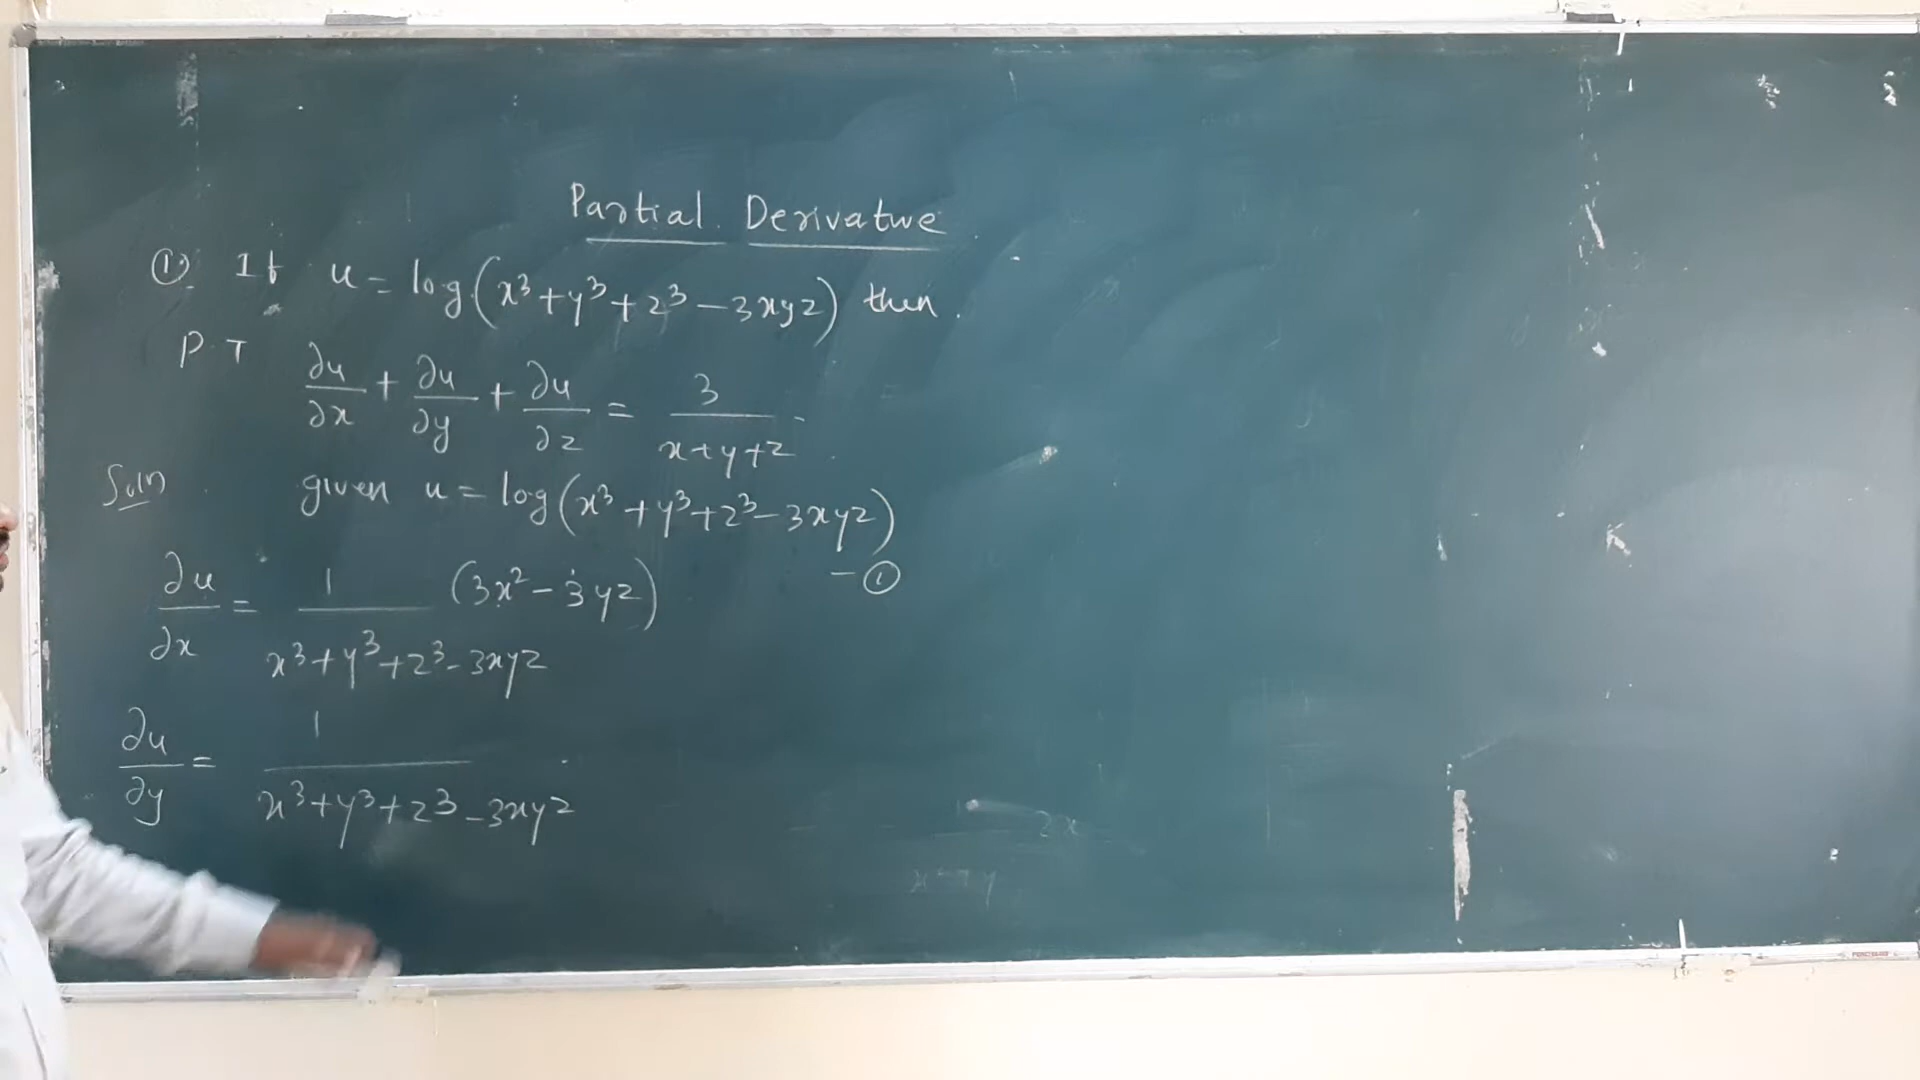 Partial Derivative
① If u = log(x³+y³+z³−3xyz) then.
P.T ∂u/∂x + ∂u/∂y + ∂u/∂z = 3/(x+y+z).
Soln given u = log(x³+y³+z³−3xyz)
−①
∂u/∂x = 1/(x³+y³+z³−3xyz) (3x²−3yz)
∂u/∂y = 1/(x³+y³+z³−3xyz)